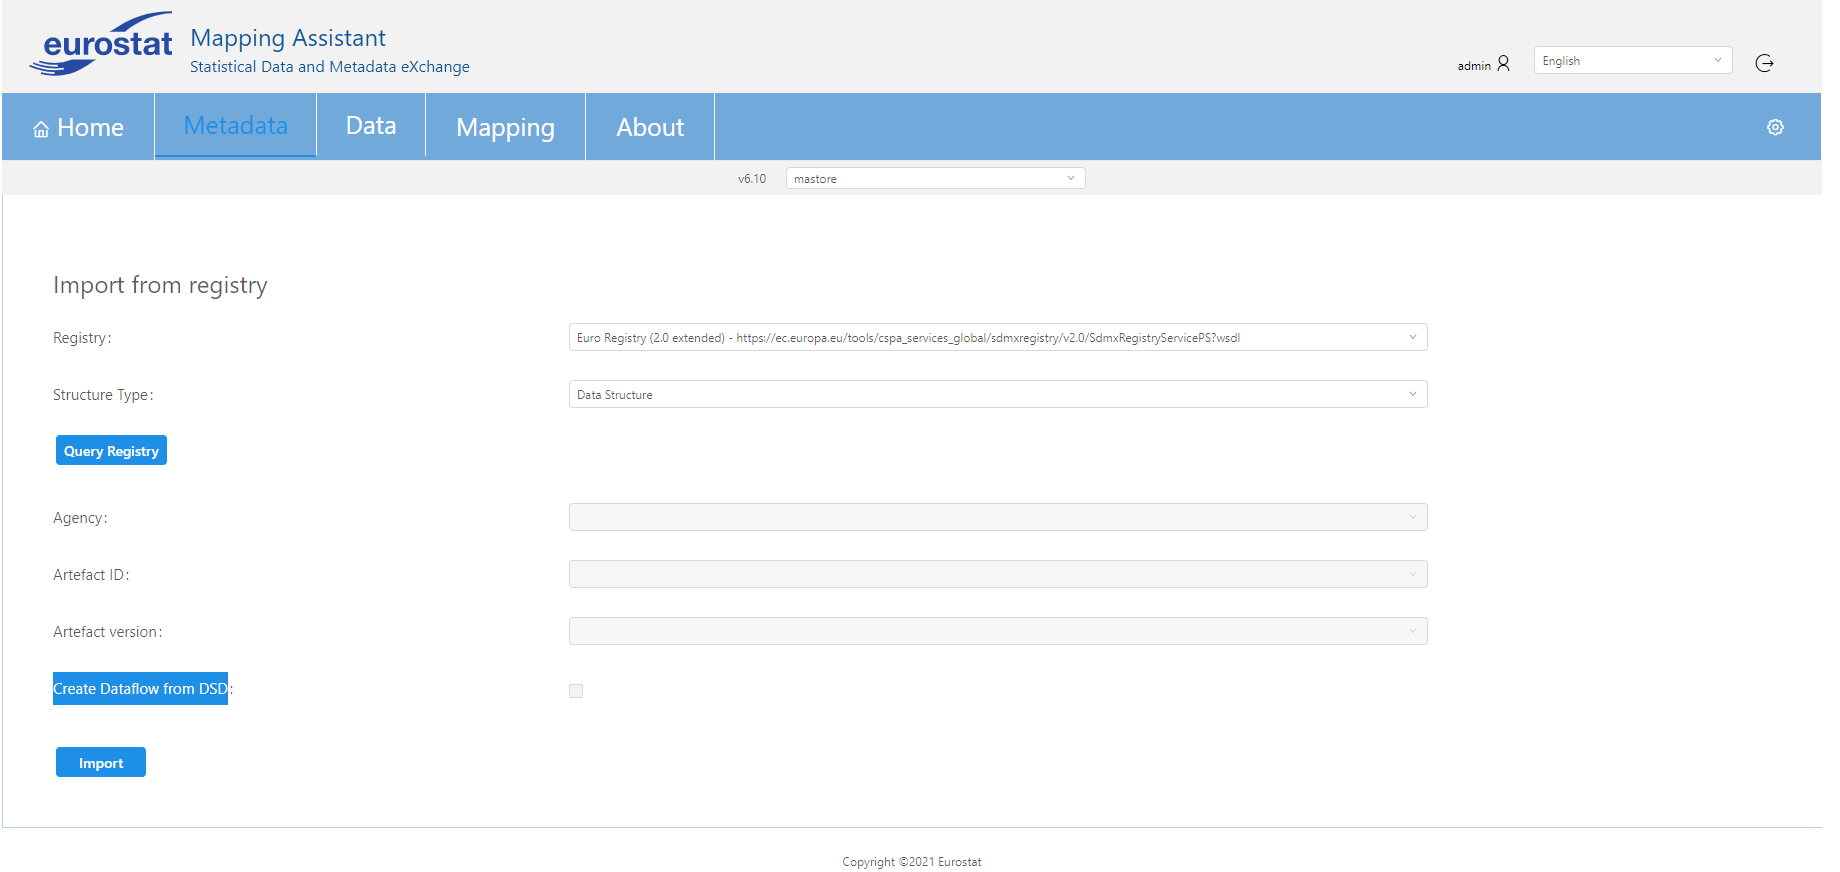 eurostat
Mapping Assistant
Statistical Data and Metadata eXchange
admin
English
Home
Metadata
Data
Mapping
About
v6.10
mastore
Import from registry
Registry:
Euro Registry (2.0 extended) - https://ec.europa.eu/tools/cspa_services_global/sdmxregistry/v2.0/SdmxRegistryServicePS?wsdl
Structure Type:
Data Structure
Query Registry
Agency:
Artefact ID:
Artefact version:
Create Dataflow from DSD:
Import
Copyright ©2021 Eurostat